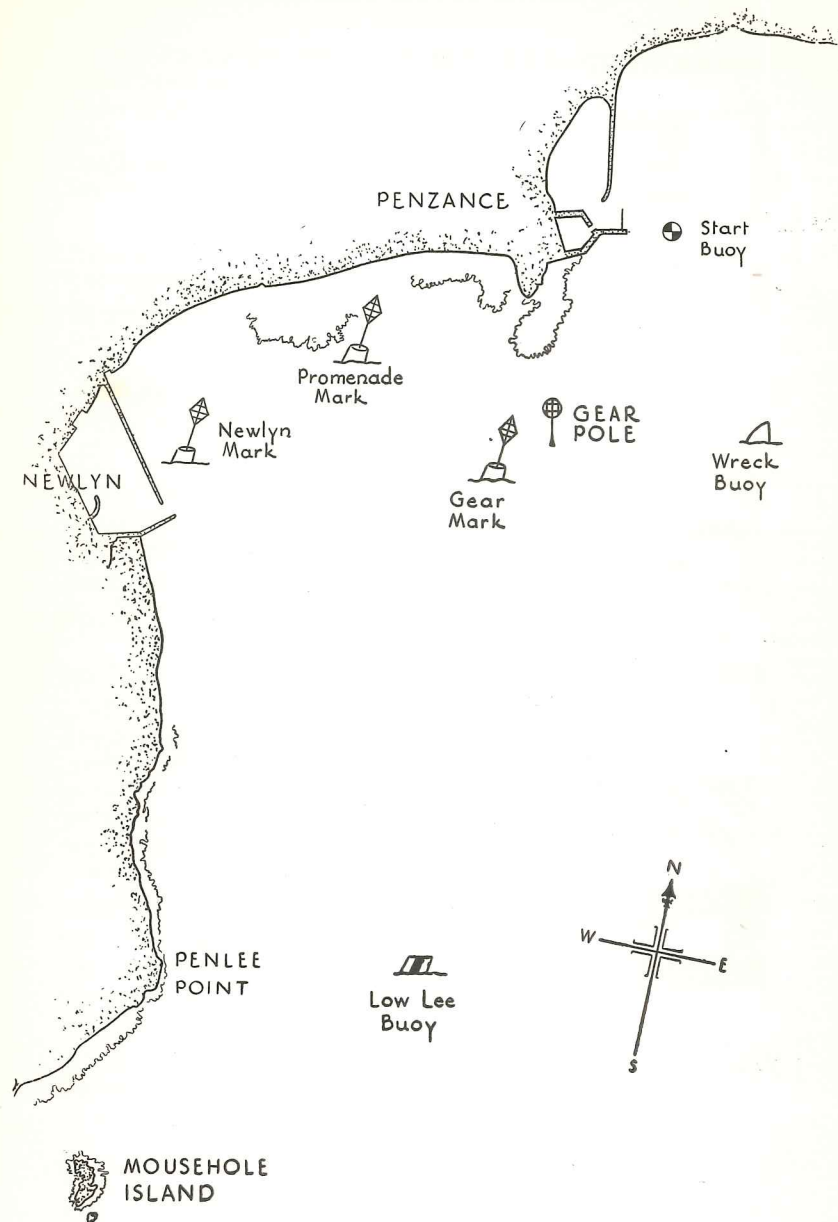 PENZANCE
Start
Buoy
Promenade
Mark
Newlyn
Mark
GEAR
POLE
Gear
Mark
Wreck
Buoy
NEWLYN
N
W
E
S
PENLEE
POINT
Low Lee
Buoy
MOUSEHOLE
ISLAND